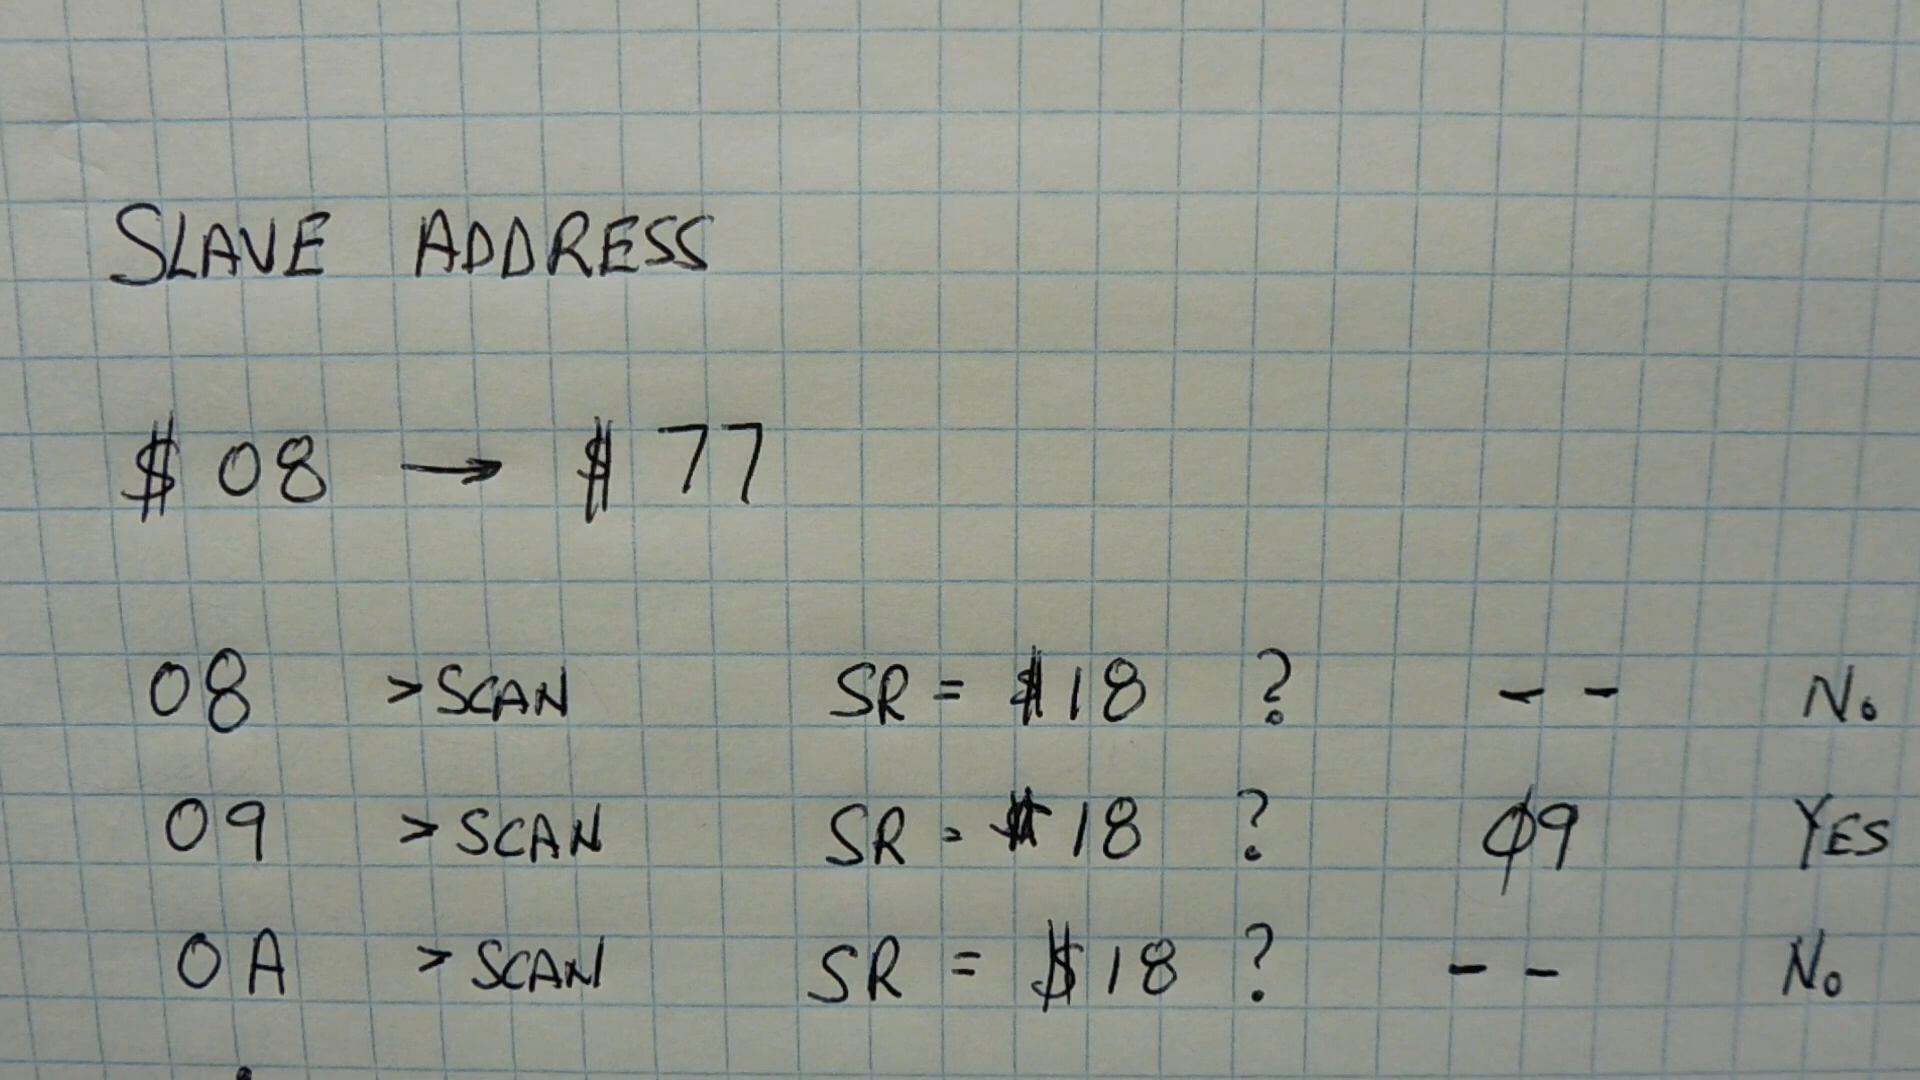 SLAVE ADDRESS
$ 08 → $ 77
08 > SCAN SR = $18 ? - - No
09 > SCAN SR = $18 ? 09 YES
0A > SCAN SR = $18 ? - - No